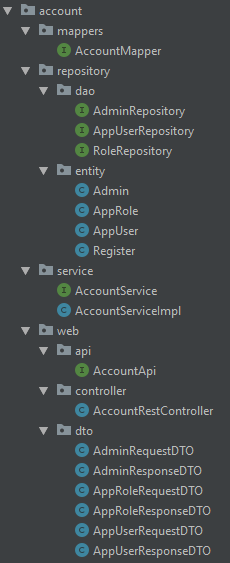 account
mappers
I AccountMapper
repository
dao
I AdminRepository
I AppUserRepository
I RoleRepository
entity
C Admin
C AppRole
C AppUser
C Register
service
I AccountService
C AccountServiceImpl
web
api
I AccountApi
controller
C AccountRestController
dto
C AdminRequestDTO
C AdminResponseDTO
C AppRoleRequestDTO
C AppRoleResponseDTO
C AppUserRequestDTO
C AppUserResponseDTO